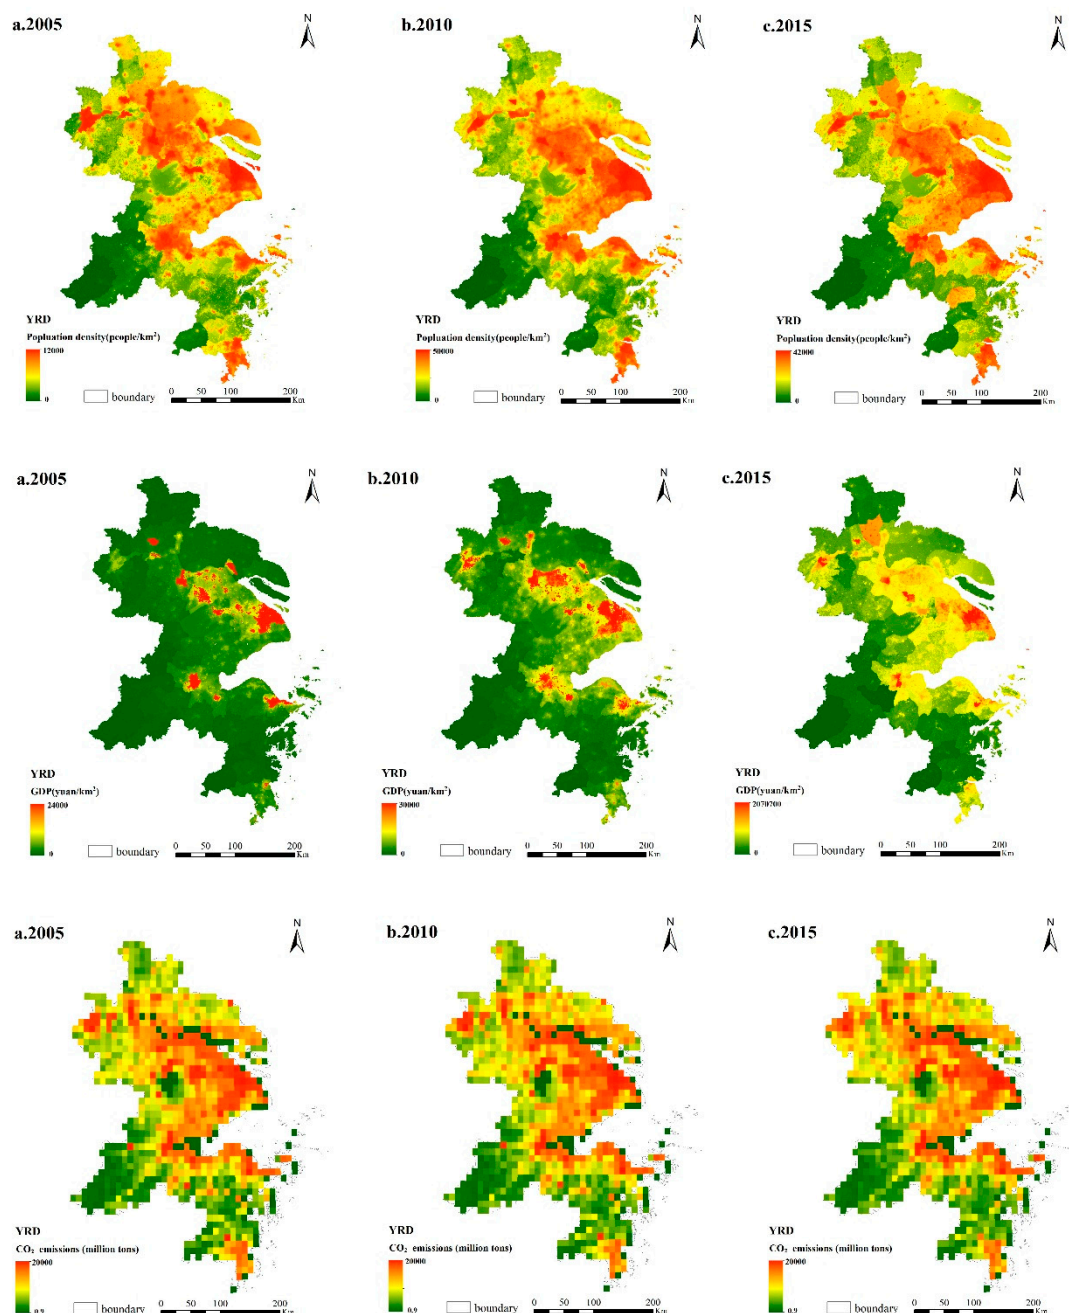 a.2005
N
YRD
Popluation density(people/km²)
12000
0
boundary
0 50 100 200
Km
b.2010
N
YRD
Popluation density(people/km²)
50000
0
boundary
0 50 100 200
Km
c.2015
N
YRD
Popluation density(people/km²)
42000
0
boundary
0 50 100 200
Km
a.2005
N
YRD
GDP(yuan/km²)
24000
0
boundary
0 50 100 200
Km
b.2010
N
YRD
GDP(yuan/km²)
30000
0
boundary
0 50 100 200
Km
c.2015
N
YRD
GDP(yuan/km²)
2070200
0
boundary
0 50 100 200
Km
a.2005
N
YRD
CO₂ emissions (million tons)
20000
0.9
boundary
0 50 100 200
Km
b.2010
N
YRD
CO₂ emissions (million tons)
20000
0.9
boundary
0 50 100 200
Km
c.2015
N
YRD
CO₂ emissions (million tons)
20000
0.9
boundary
0 50 100 200
Km